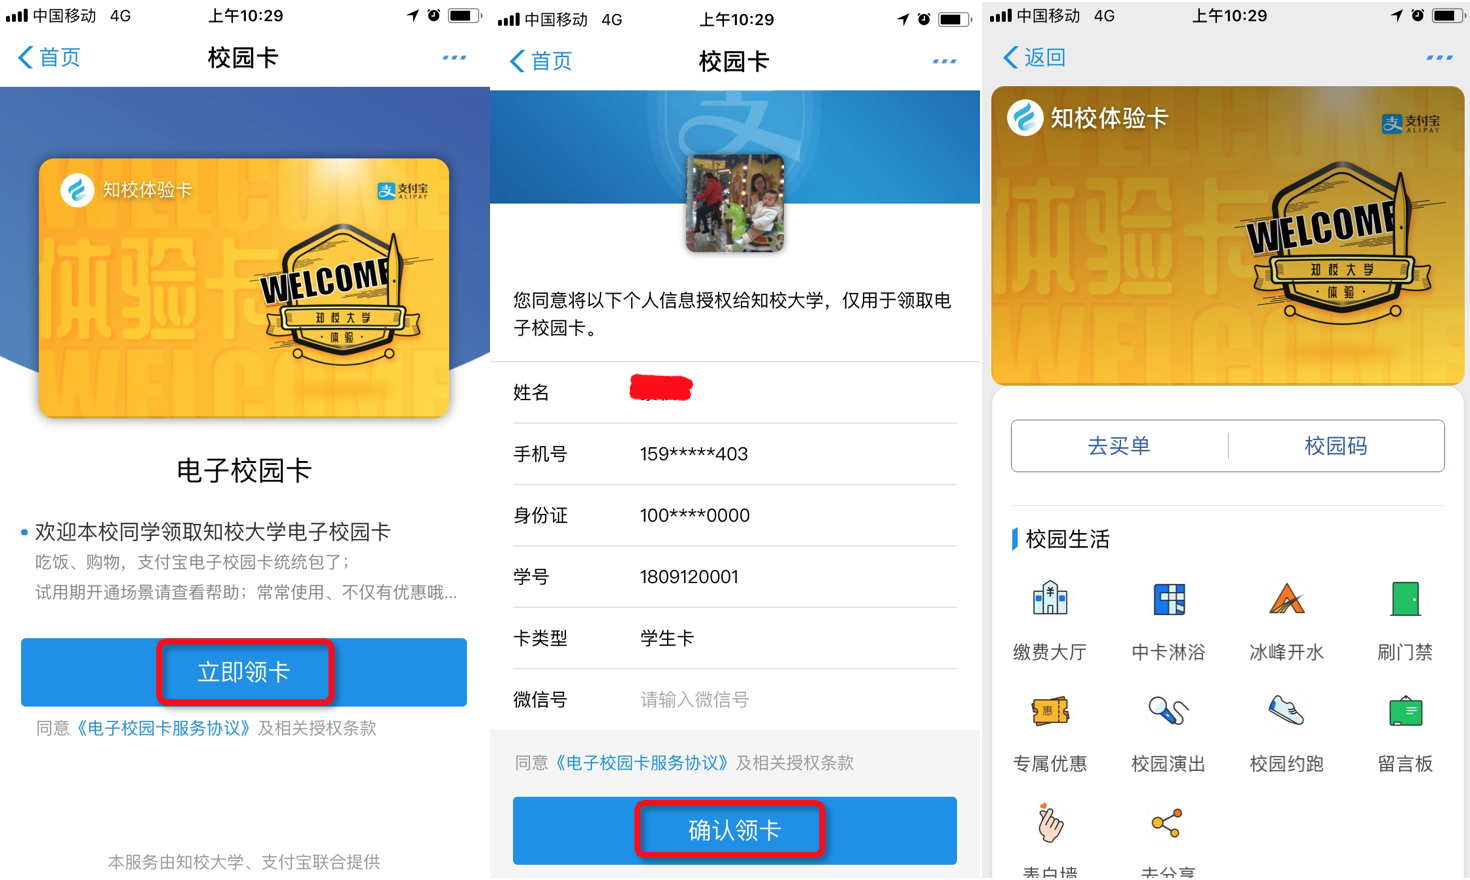 中国移动 4G 上午10:29
首页 校园卡
知校体验卡 支付宝
ALIPAY
WELCOME
知校大学
·体验·
电子校园卡
欢迎本校同学领取知校大学电子校园卡
吃饭、购物，支付宝电子校园卡统统包了；
试用期开通场景请查看帮助；常常使用、不仅有优惠哦...
立即领卡
同意《电子校园卡服务协议》及相关授权条款
本服务由知校大学、支付宝联合提供
中国移动 4G 上午10:29
首页 校园卡
支
您同意将以下个人信息授权给知校大学，仅用于领取电
子校园卡。
姓名
手机号 159*****403
身份证 100****0000
学号 1809120001
卡类型 学生卡
微信号 请输入微信号
同意《电子校园卡服务协议》及相关授权条款
确认领卡
中国移动 4G 上午10:29
返回
知校体验卡 支付宝
ALIPAY
体验卡
WELCOME
WELCOME
知校大学
·体验·
去买单 校园码
校园生活
缴费大厅 中卡淋浴 冰峰开水 刷门禁
惠
专属优惠 校园演出 校园约跑 留言板
表白墙 去分享